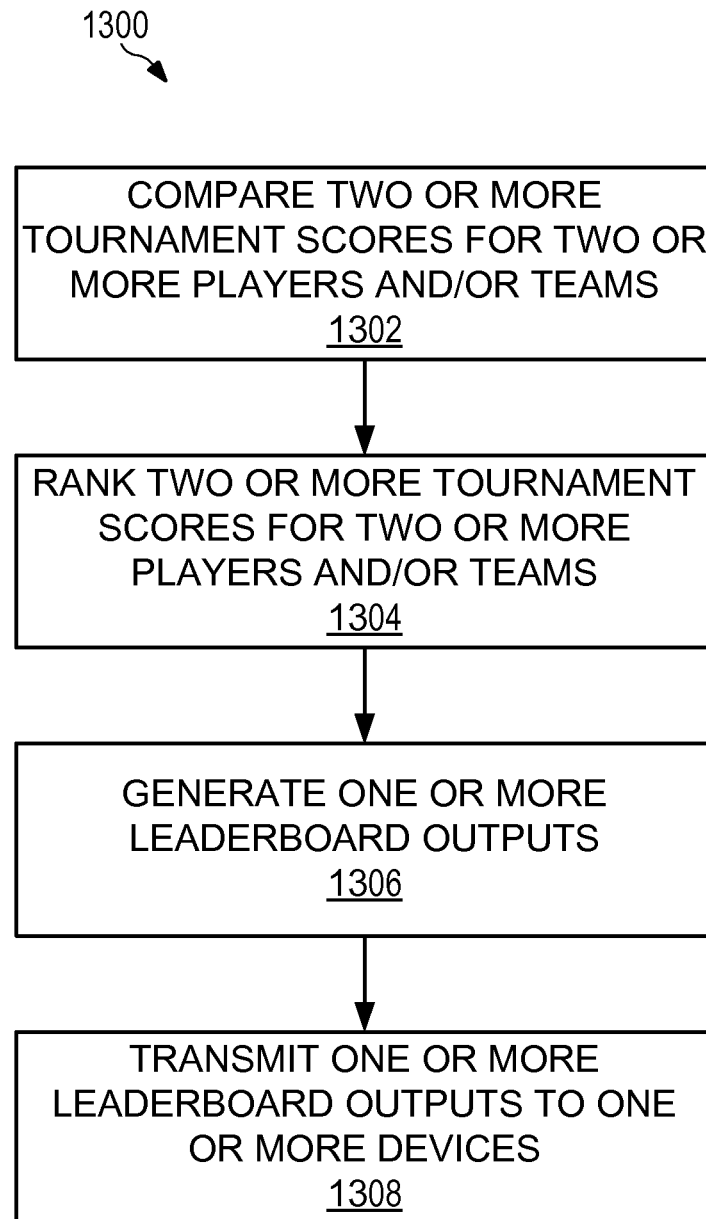 1300
COMPARE TWO OR MORE
TOURNAMENT SCORES FOR TWO OR
MORE PLAYERS AND/OR TEAMS
1302
RANK TWO OR MORE TOURNAMENT
SCORES FOR TWO OR MORE
PLAYERS AND/OR TEAMS
1304
GENERATE ONE OR MORE
LEADERBOARD OUTPUTS
1306
TRANSMIT ONE OR MORE
LEADERBOARD OUTPUTS TO ONE
OR MORE DEVICES
1308